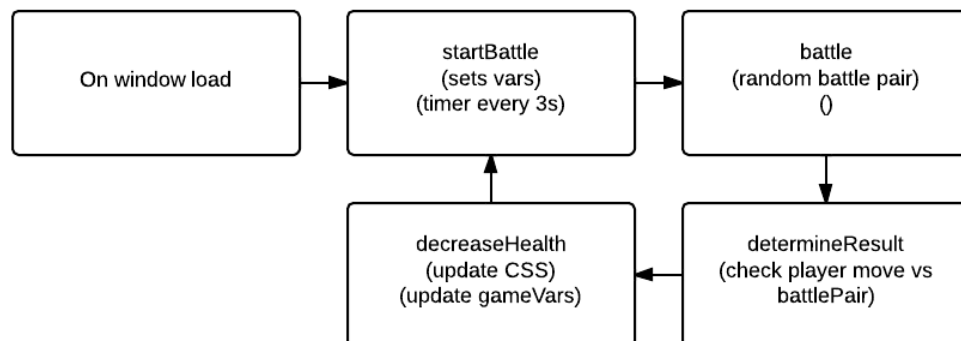 On window load
startBattle
(sets vars)
(timer every 3s)
battle
(random battle pair)
()
determineResult
(check player move vs
battlePair)
decreaseHealth
(update CSS)
(update gameVars)